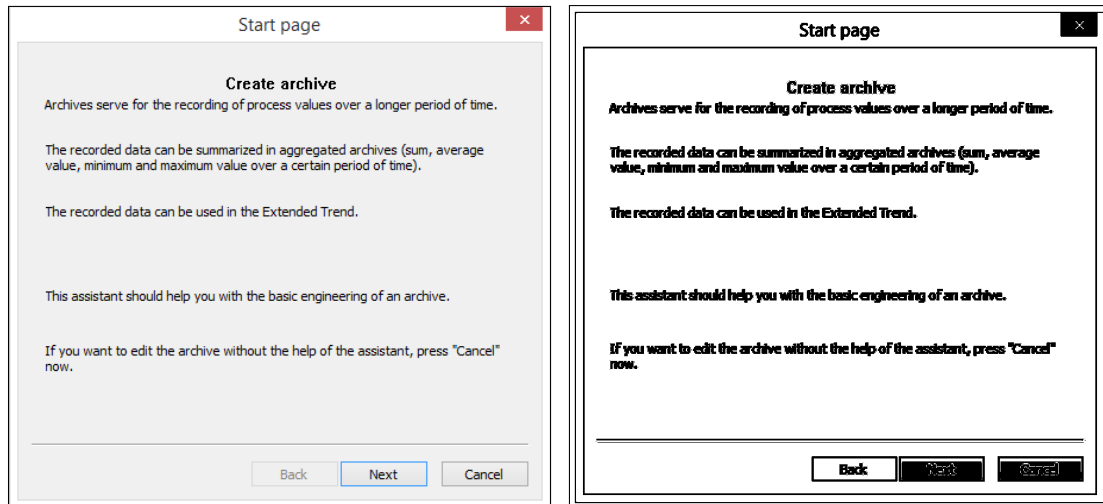 Start page
Create archive
Archives serve for the recording of process values over a longer period of time.
The recorded data can be summarized in aggregated archives (sum, average
value, minimum and maximum value over a certain period of time).
The recorded data can be used in the Extended Trend.
This assistant should help you with the basic engineering of an archive.
If you want to edit the archive without the help of the assistant, press "Cancel"
now.
Back Next Cancel
Start page
Create archive
Archives serve for the recording of process values over a longer period of time.
The recorded data can be summarized in aggregated archives (sum, average
value, minimum and maximum value over a certain period of time).
The recorded data can be used in the Extended Trend.
This assistant should help you with the basic engineering of an archive.
If you want to edit the archive without the help of the assistant, press "Cancel"
now.
Back Next Cancel